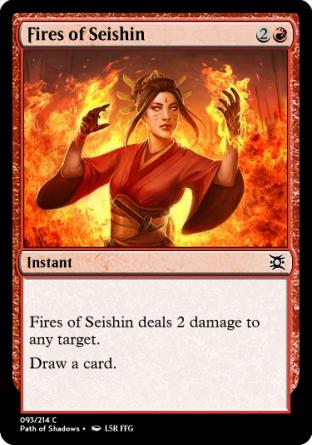 Fires of Seishin 2
Instant
Fires of Seishin deals 2 damage to
any target.
Draw a card.
093/214 C
Path of Shadows • LSR FFG